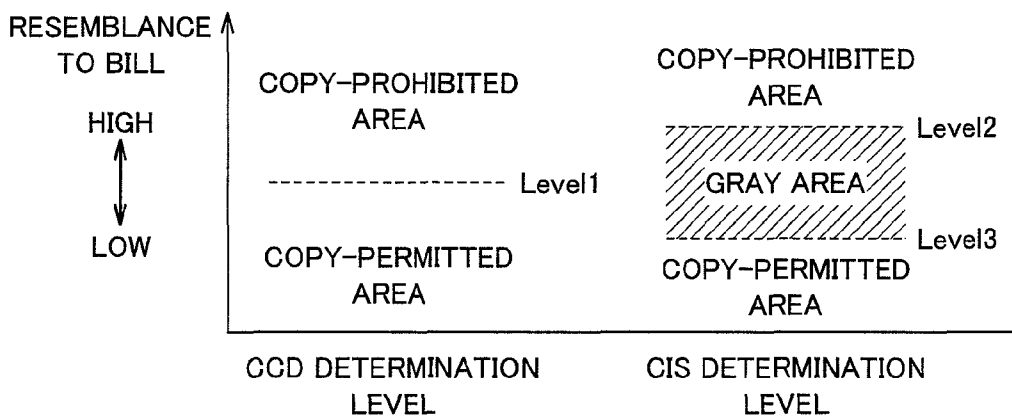 RESEMBLANCE
TO BILL
HIGH
LOW
COPY-PROHIBITED
AREA
Level1
COPY-PERMITTED
AREA
COPY-PROHIBITED
AREA
Level2
GRAY AREA
Level3
COPY-PERMITTED
AREA
CCD DETERMINATION
LEVEL
CIS DETERMINATION
LEVEL